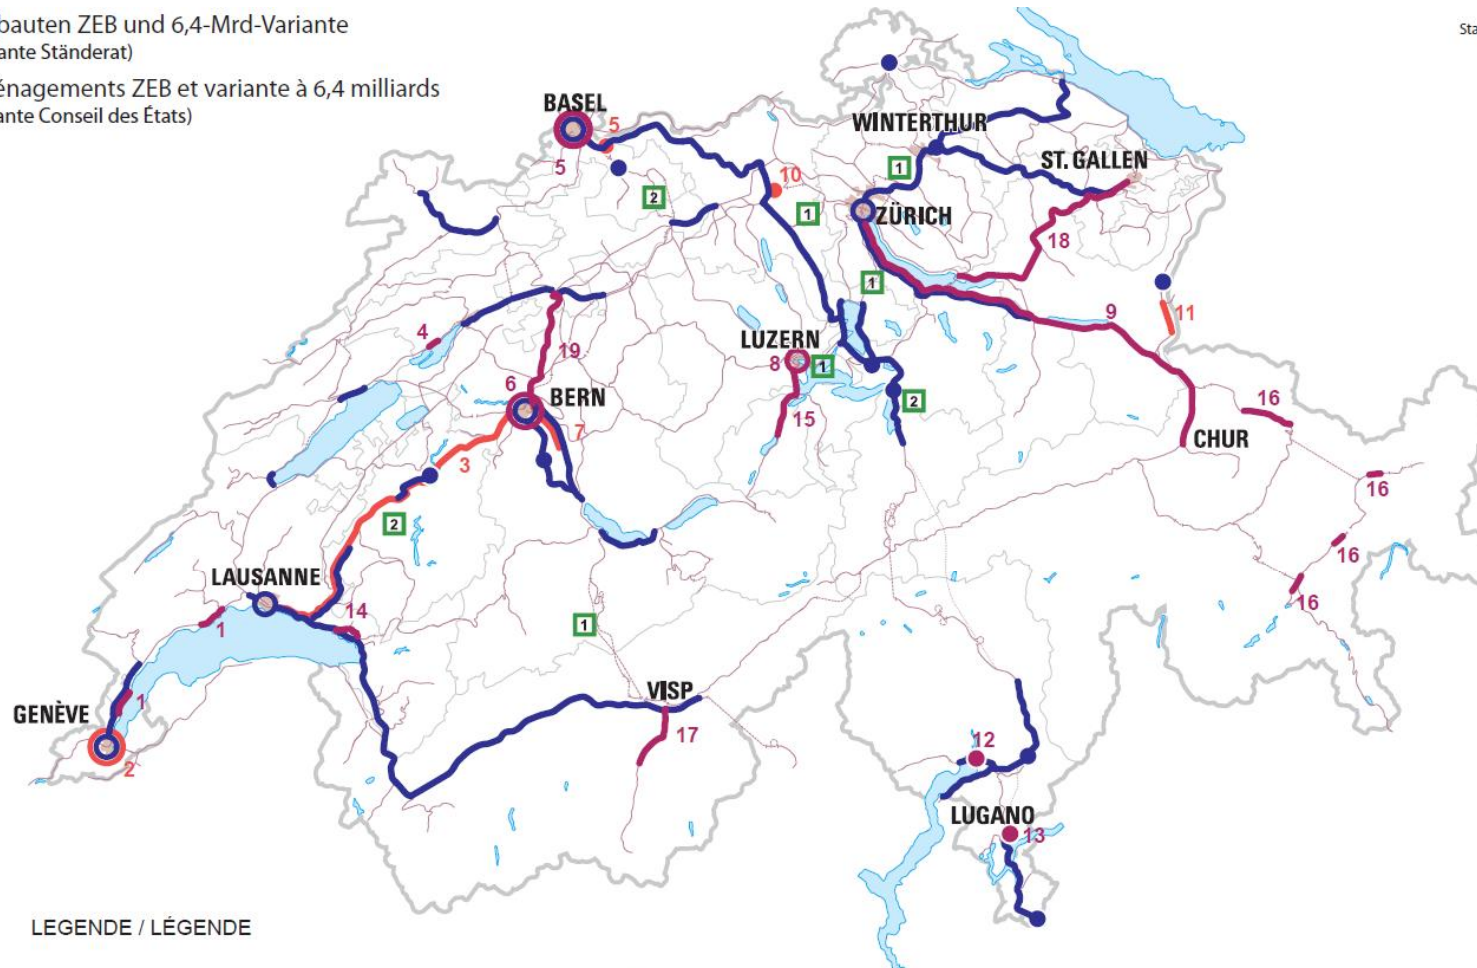 bauten ZEB und 6,4-Mrd-Variante
ante Ständerat)
énagements ZEB et variante à 6,4 milliards
ante Conseil des États)
Sta
BASEL
5
5
2
10
1
WINTERTHUR
1
ST. GALLEN
ZÜRICH
18
1
9
11
4
19
LUZERN
8
1
15
2
6
BERN
7
3
16
CHUR
16
16
16
2
LAUSANNE
14
1
1
1
GENÈVE
2
VISP
17
12
LUGANO
13
LEGENDE / LÉGENDE